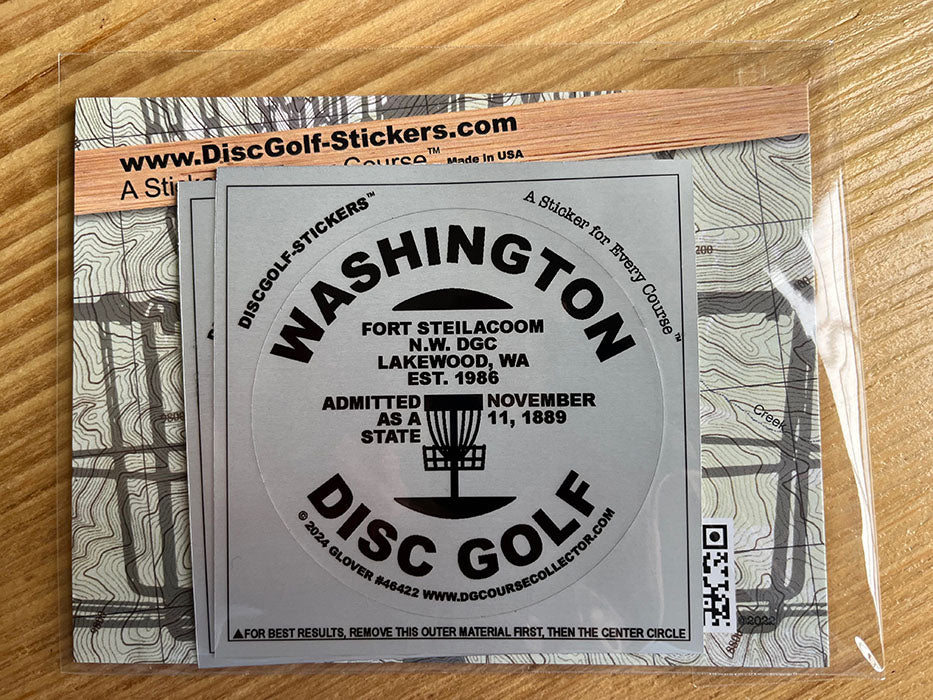 www.DiscGolf-Stickers.com
A Course™ Made In USA
DISCGOLF-STICKERS™
A Sticker for Every Course™
WASHINGTON
FORT STEILACOOM
N.W. DGC
LAKEWOOD, WA
EST. 1986
ADMITTED
AS A
STATE
NOVEMBER
11, 1889
DISC GOLF
© 2024 GLOVER #46422 WWW.DGCOURSECOLLECTOR.COM
▲FOR BEST RESULTS, REMOVE THIS OUTER MATERIAL FIRST, THEN THE CENTER CIRCLE
Creek
©2022